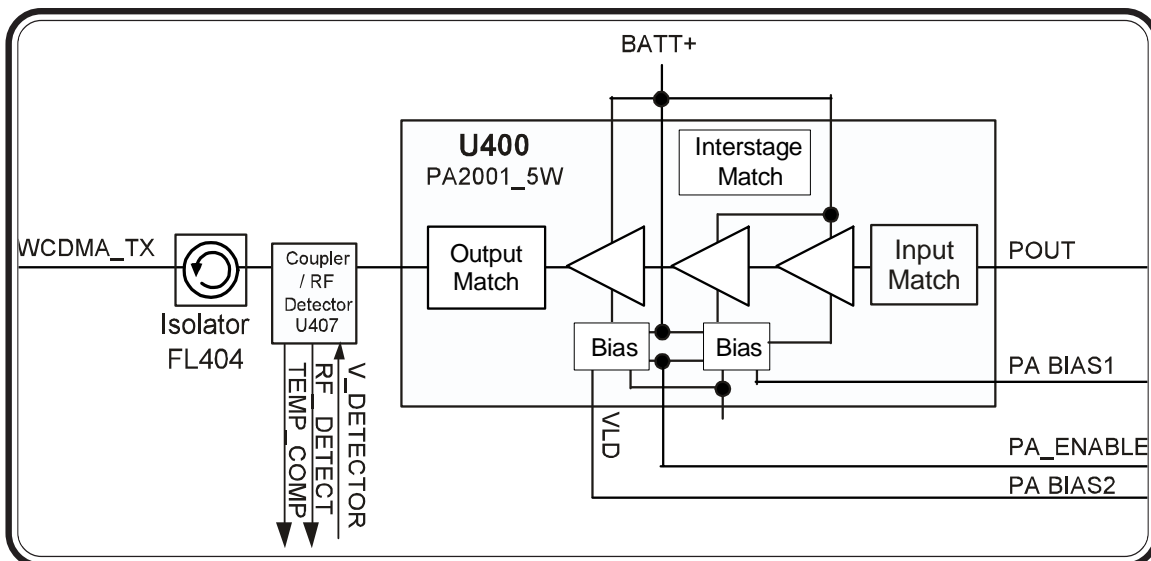 BATT+
U400
PA2001_5W
Interstage
Match
WCDMA_TX
Isolator
FL404
Coupler
/ RF
Detector
U407
Output
Match
Input
Match
POUT
Bias
Bias
PA BIAS1
PA_ENABLE
PA BIAS2
VLD
V_DETECTOR
RF_DETECT
TEMP_COMP